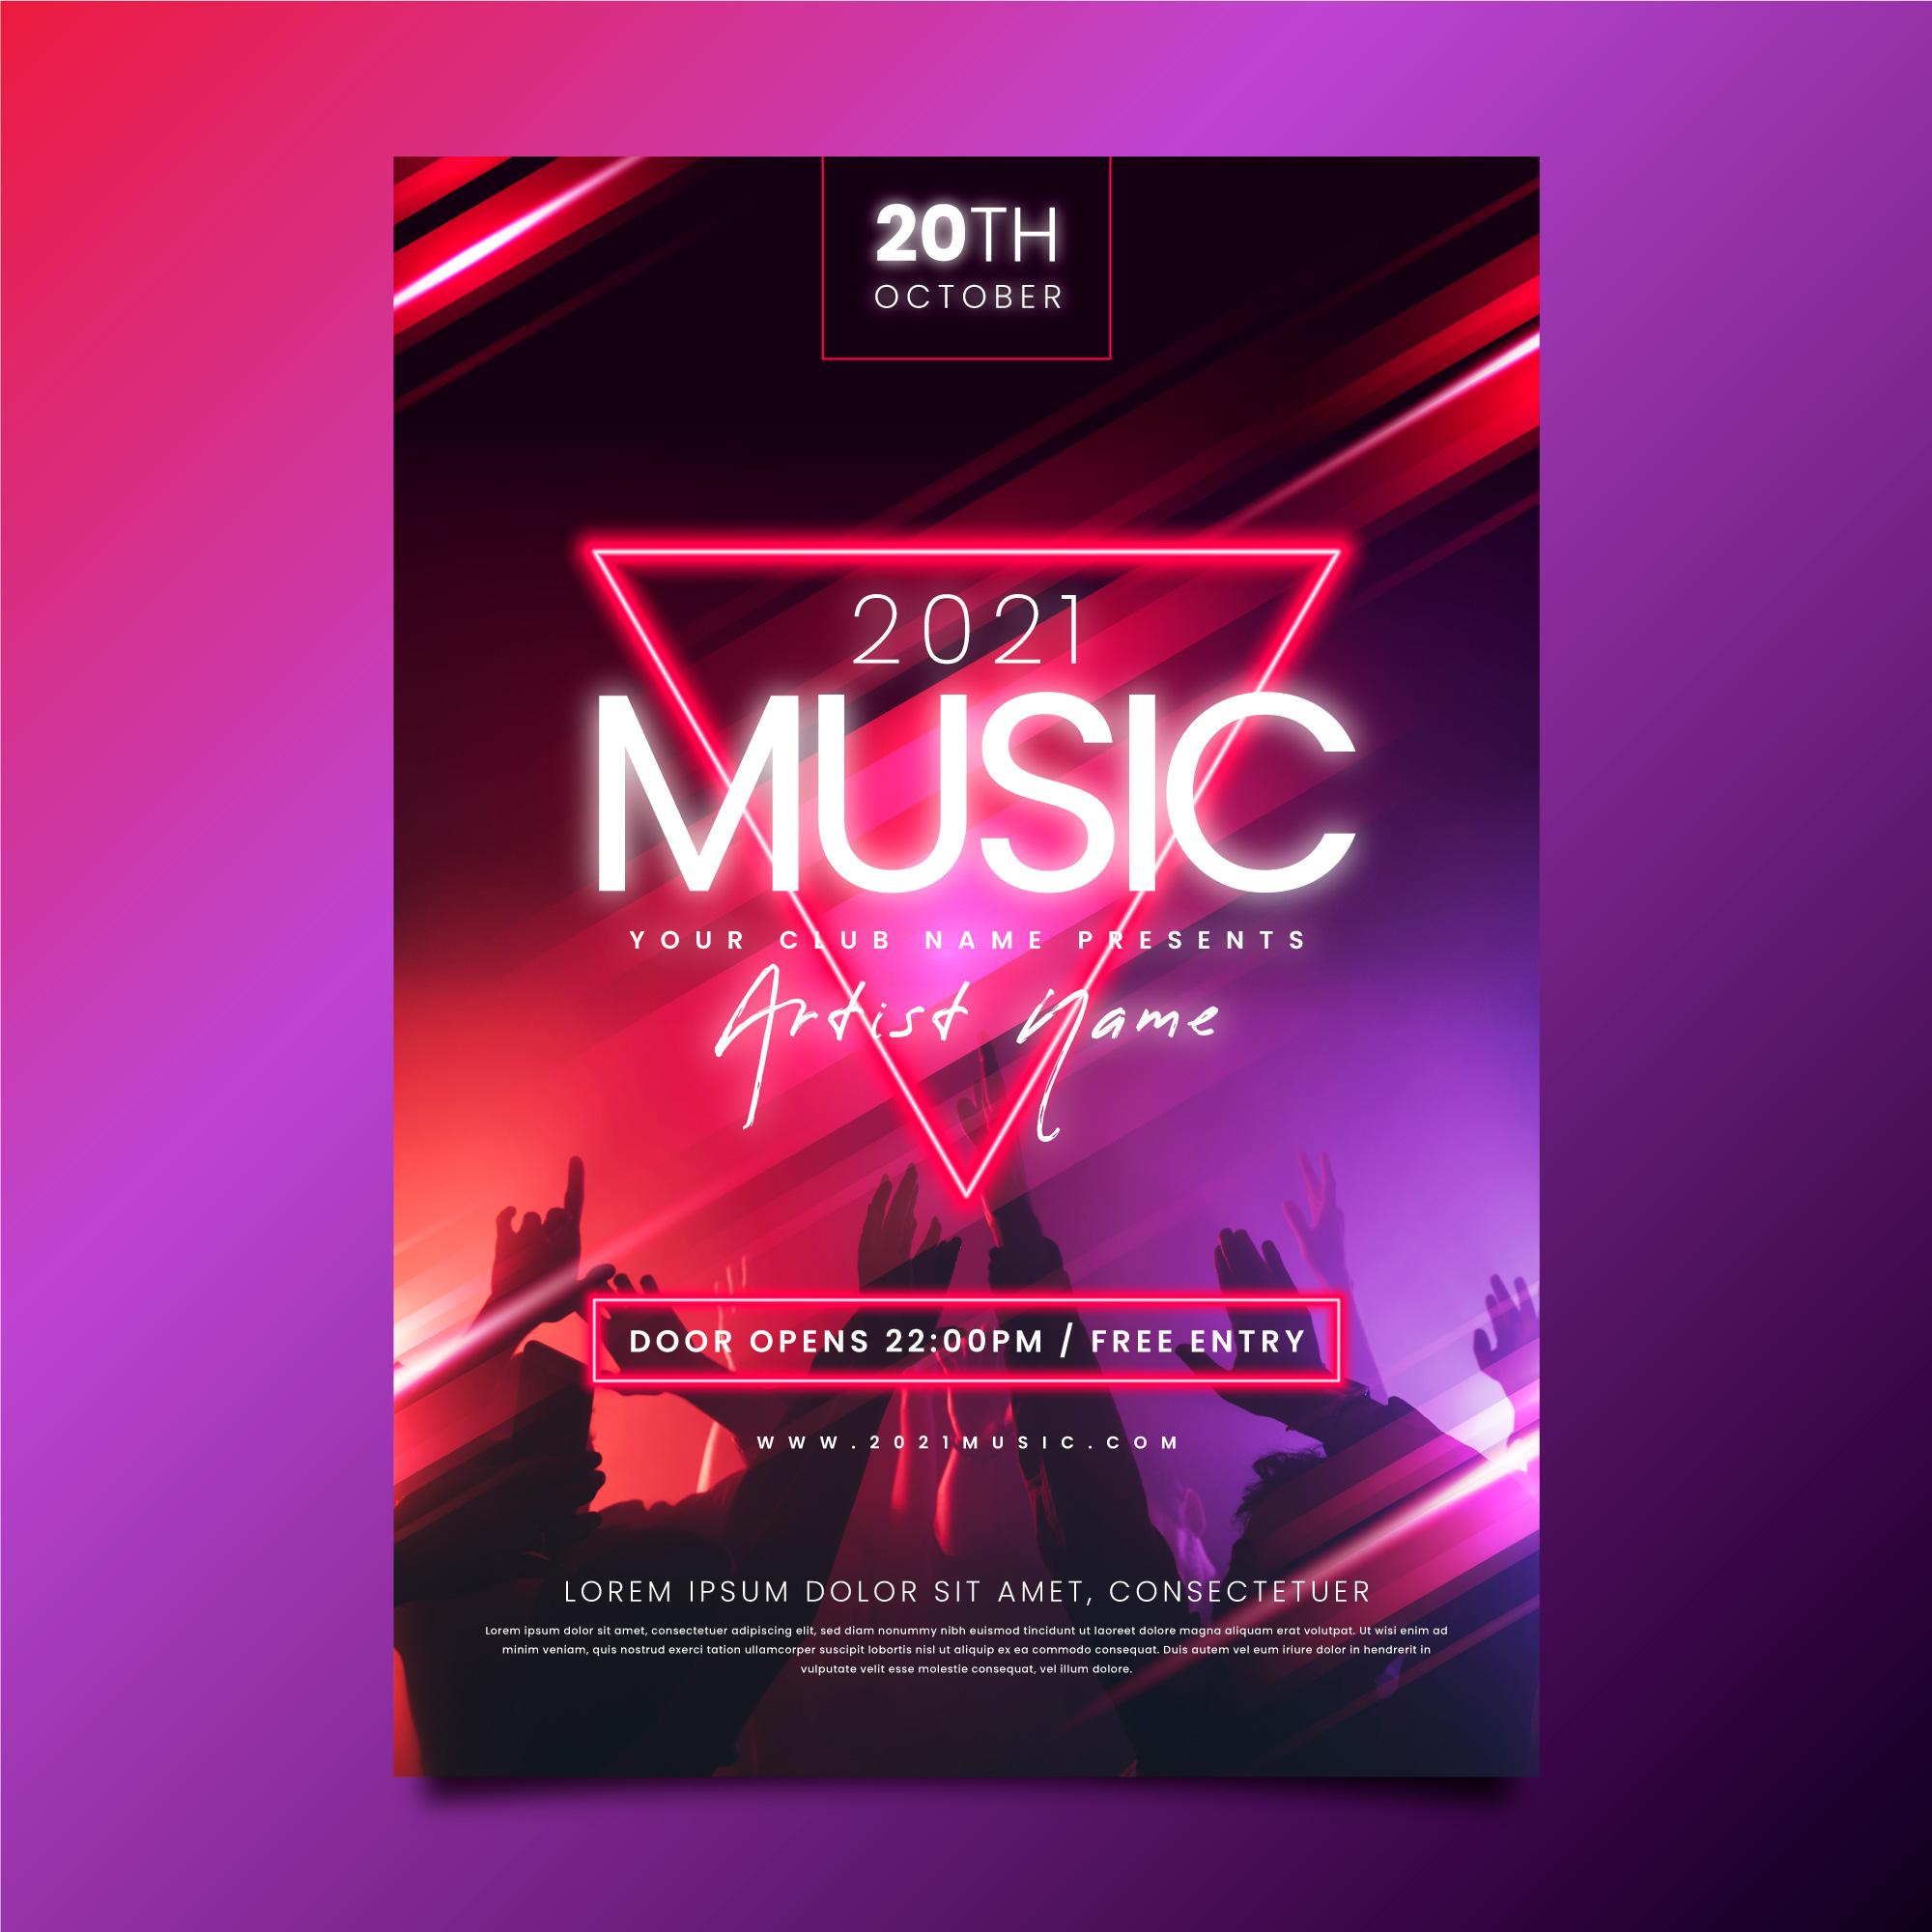 20TH
OCTOBER
2021
MUSIC
YOUR CLUB NAME PRESENTS
Artist Name
DOOR OPENS 22:00PM / FREE ENTRY
WWW.2021MUSIC.COM
LOREM IPSUM DOLOR SIT AMET, CONSECTETUER
Lorem ipsum dolor sit amet, consectetuer adipiscing elit, sed diam nonummy nibh euismod tincidunt ut laoreet dolore magna aliquam erat volutpat. Ut wisi enim ad
minim veniam, quis nostrud exerci tation ullamcorper suscipit lobortis nisl ut aliquip ex ea commodo consequat. Duis autem vel eum iriure dolor in hendrerit in
vulputate velit esse molestie consequat, vel illum dolore.